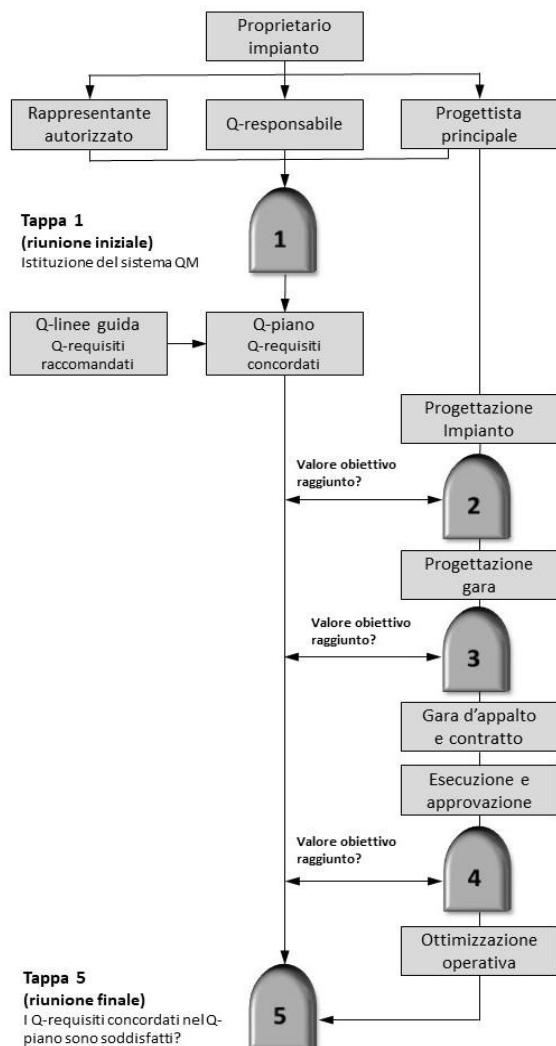 Proprietario
impianto
Rappresentante
autorizzato
Q-responsabile
Progettista
principale
Tappa 1
(riunione iniziale)
Istituzione del sistema QM
1
Q-linee guida
Q-requisiti
raccomandati
Q-piano
Q-requisiti
concordati
Progettazione
Impianto
Valore obiettivo
raggiunto?
2
Progettazione
gara
Valore obiettivo
raggiunto?
3
Gara d'appalto
e contratto
Esecuzione e
approvazione
Valore obiettivo
raggiunto?
4
Ottimizzazione
operativa
Tappa 5
(riunione finale)
I Q-requisiti concordati nel Q-
piano sono soddisfatti?
5